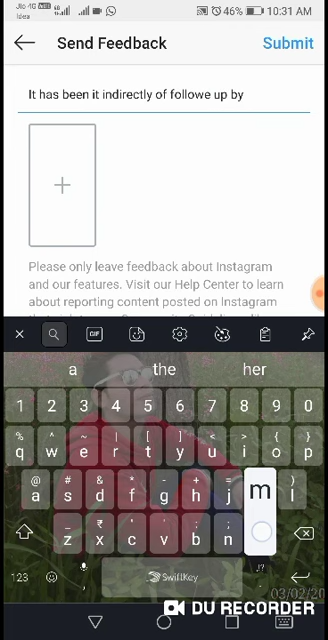 Jio 4G
Idea
46%
10:31 AM
Send Feedback
Submit
It has been it indirectly of followe up by
Please only leave feedback about Instagram
and our features. Visit our Help Center to learn
about reporting content posted on Instagram
GIF
a the her
1 2 3 4 5 6 7 8 9 0
% ^ ~ | [ ] < > { }
q w e r t y u i o p
@ # & * - + ( )
a s d f g h j m l
_ ₹ " ' : ; !?
z x c v b n
123 SwiftKey
03/02/20
DU RECORDER